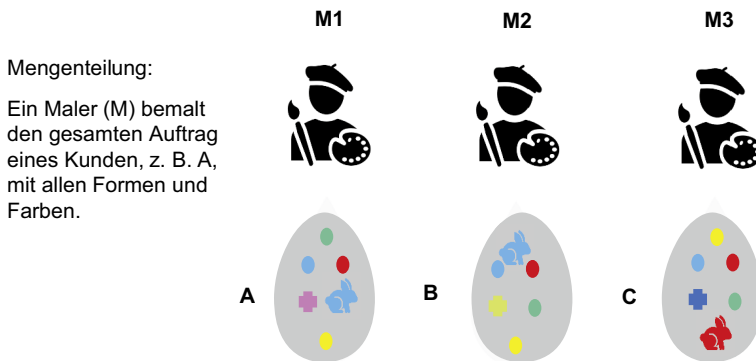 M1 M2 M3
Mengenteilung:
Ein Maler (M) bemalt
den gesamten Auftrag
eines Kunden, z. B. A,
mit allen Formen und
Farben.
A B C